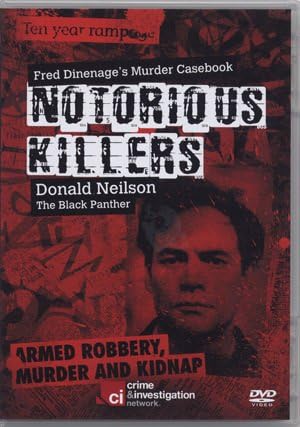 Ten year rampage
Fred Dinenage's Murder Casebook
NOTORIOUS
KILLERS
Donald Neilson
The Black Panther
ARMED ROBBERY,
MURDER AND KIDNAP
ci crime
&investigation
network.
DVD
VIDEO